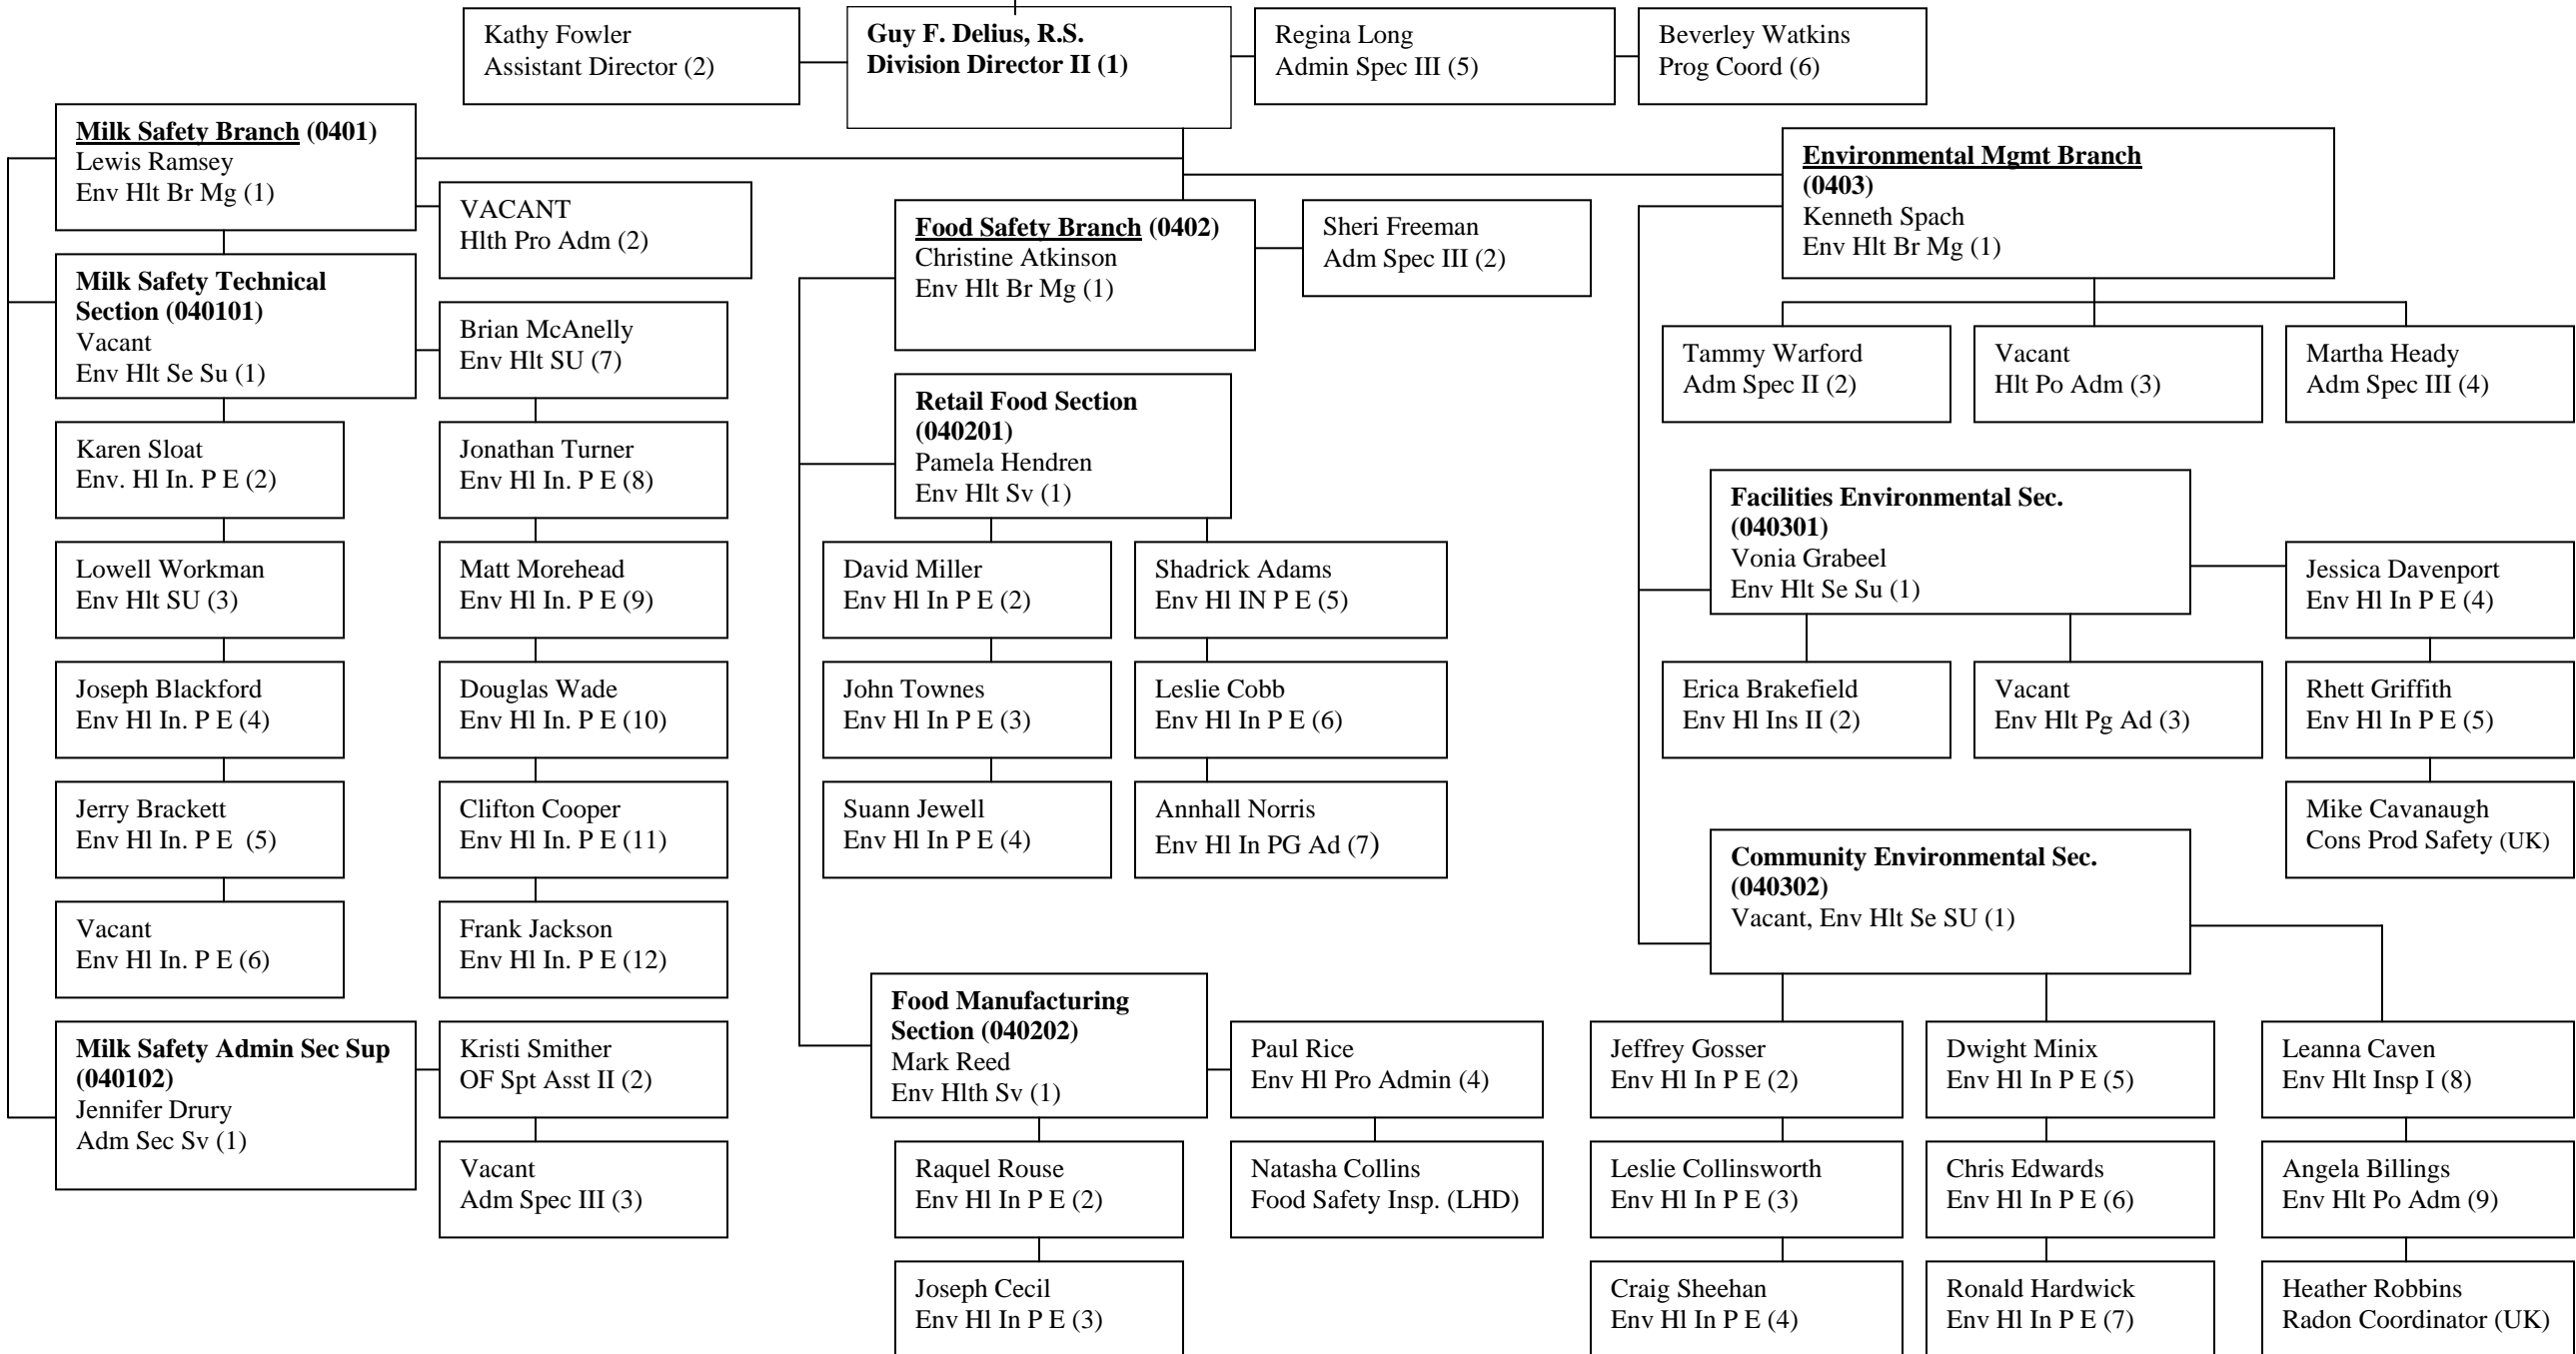 Kathy Fowler
Assistant Director (2)
Guy F. Delius, R.S.
Division Director II (1)
Regina Long
Admin Spec III (5)
Beverley Watkins
Prog Coord (6)
Milk Safety Branch (0401)
Lewis Ramsey
Env Hlt Br Mg (1)
VACANT
Hlth Pro Adm (2)
Milk Safety Technical
Section (040101)
Vacant
Env Hlt Se Su (1)
Brian McAnelly
Env Hlt SU (7)
Karen Sloat
Env. Hl In. P E (2)
Jonathan Turner
Env Hl In. P E (8)
Lowell Workman
Env Hlt SU (3)
Matt Morehead
Env Hl In. P E (9)
Joseph Blackford
Env Hl In. P E (4)
Douglas Wade
Env Hl In. P E (10)
Jerry Brackett
Env Hl In. P E  (5)
Clifton Cooper
Env Hl In. P E (11)
Vacant
Env Hl In. P E (6)
Frank Jackson
Env Hl In. P E (12)
Milk Safety Admin Sec Sup
(040102)
Jennifer Drury
Adm Sec Sv (1)
Kristi Smither
OF Spt Asst II (2)
Vacant
Adm Spec III (3)
Food Safety Branch (0402)
Christine Atkinson
Env Hlt Br Mg (1)
Sheri Freeman
Adm Spec III (2)
Retail Food Section
(040201)
Pamela Hendren
Env Hlt Sv (1)
David Miller
Env Hl In P E (2)
Shadrick Adams
Env Hl IN P E (5)
John Townes
Env Hl In P E (3)
Leslie Cobb
Env Hl In P E (6)
Suann Jewell
Env Hl In P E (4)
Annhall Norris
Env Hl In PG Ad (7)
Food Manufacturing
Section (040202)
Mark Reed
Env Hlth Sv (1)
Paul Rice
Env Hl Pro Admin (4)
Raquel Rouse
Env Hl In P E (2)
Natasha Collins
Food Safety Insp. (LHD)
Joseph Cecil
Env Hl In P E (3)
Environmental Mgmt Branch
(0403)
Kenneth Spach
Env Hlt Br Mg (1)
Tammy Warford
Adm Spec II (2)
Vacant
Hlt Po Adm (3)
Martha Heady
Adm Spec III (4)
Facilities Environmental Sec.
(040301)
Vonia Grabeel
Env Hlt Se Su (1)
Jessica Davenport
Env Hl In P E (4)
Erica Brakefield
Env Hl Ins II (2)
Vacant
Env Hlt Pg Ad (3)
Rhett Griffith
Env Hl In P E (5)
Mike Cavanaugh
Cons Prod Safety (UK)
Community Environmental Sec.
(040302)
Vacant, Env Hlt Se SU (1)
Jeffrey Gosser
Env Hl In P E (2)
Dwight Minix
Env Hl In P E (5)
Leanna Caven
Env Hlt Insp I (8)
Leslie Collinsworth
Env Hl In P E (3)
Chris Edwards
Env Hl In P E (6)
Angela Billings
Env Hlt Po Adm (9)
Craig Sheehan
Env Hl In P E (4)
Ronald Hardwick
Env Hl In P E (7)
Heather Robbins
Radon Coordinator (UK)